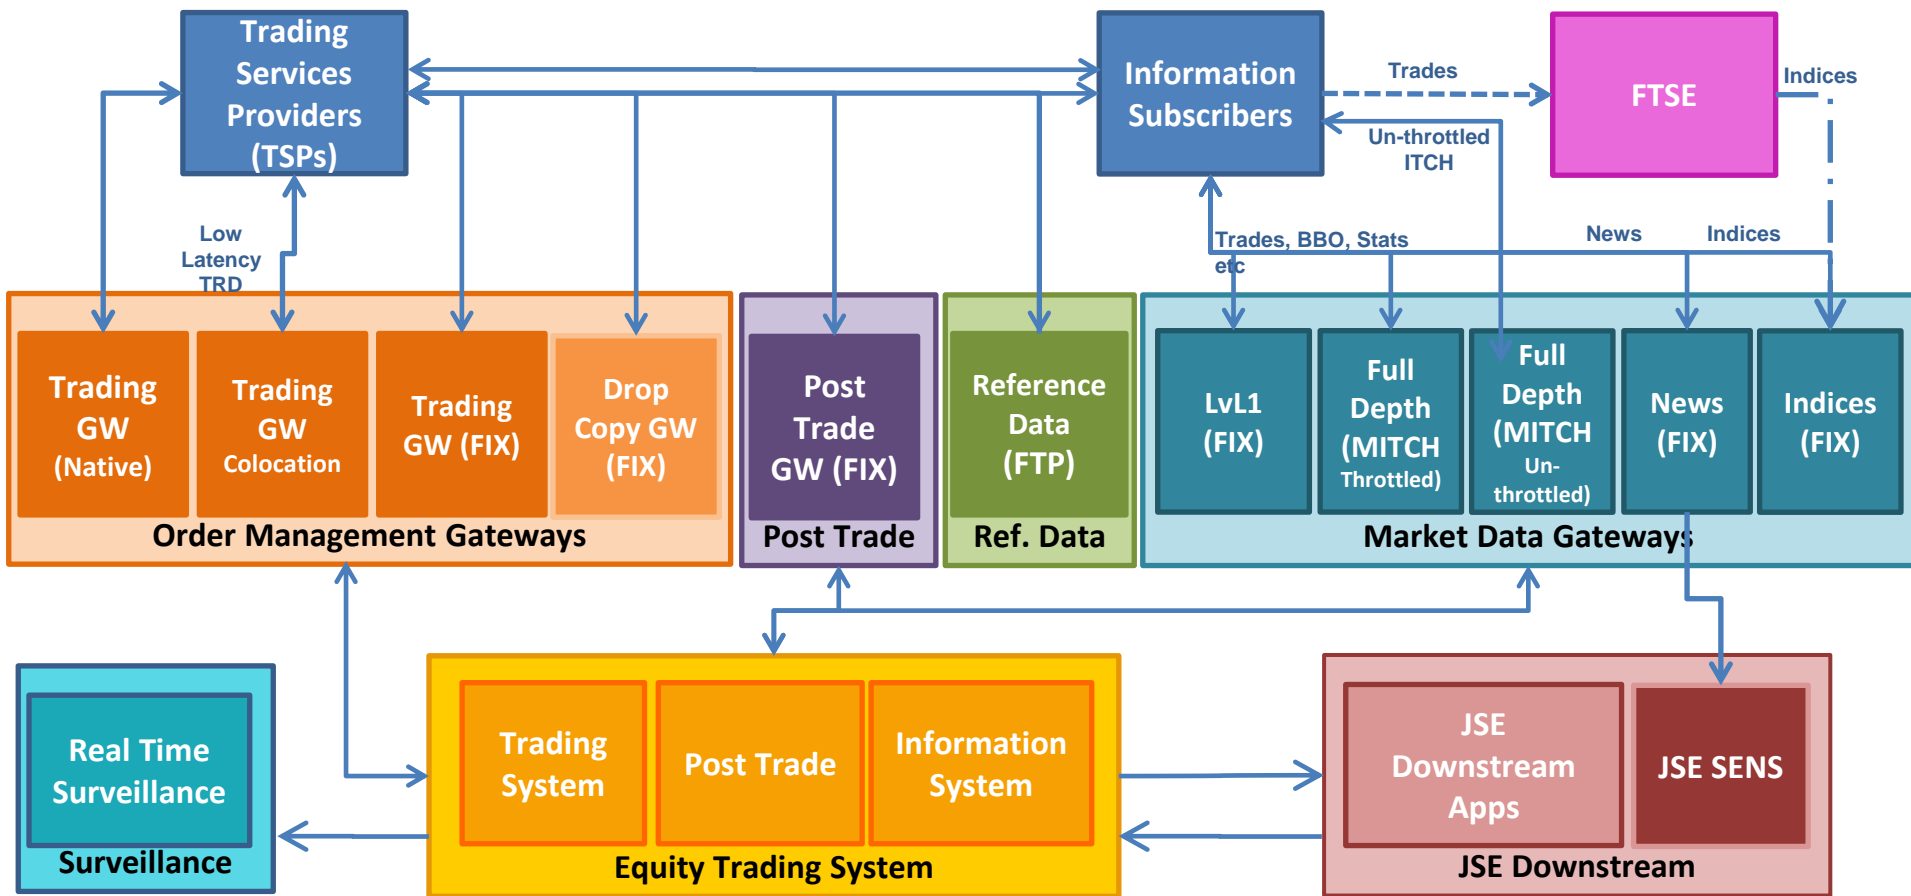 Trading
Services
Providers
(TSPs)
Information
Subscribers
Trades
FTSE
Indices
Un-throttled
ITCH
Low
Latency
TRD
Trades, BBO, Stats
etc
News
Indices
Trading
GW
(Native)
Trading
GW
Colocation
Trading
GW (FIX)
Drop
Copy GW
(FIX)
Order Management Gateways
Post
Trade
GW (FIX)
Post Trade
Reference
Data
(FTP)
Ref. Data
LvL1
(FIX)
Full
Depth
(MITCH
Throttled)
Full
Depth
(MITCH
Un-
throttled)
News
(FIX)
Indices
(FIX)
Market Data Gateways
Real Time
Surveillance
Surveillance
Trading
System
Post Trade
Information
System
Equity Trading System
JSE
Downstream
Apps
JSE SENS
JSE Downstream